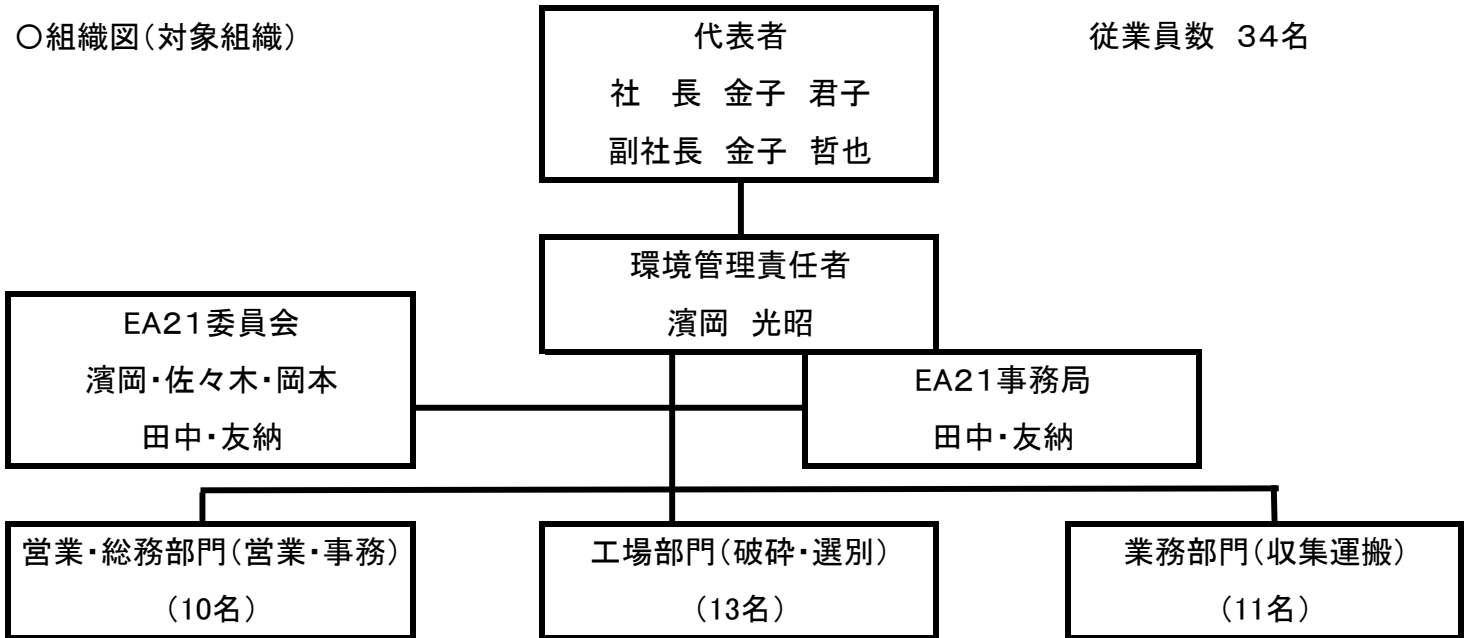 〇組織図（対象組織）
従業員数　３４名
代表者
社　長　金子　君子
副社長　金子　哲也
環境管理責任者
濱岡　光昭
ＥＡ２１委員会
濱岡・佐々木・岡本
田中・友納
ＥＡ２１事務局
田中・友納
営業・総務部門（営業・事務）
（10名）
工場部門（破砕・選別）
（13名）
業務部門（収集運搬）
（11名）